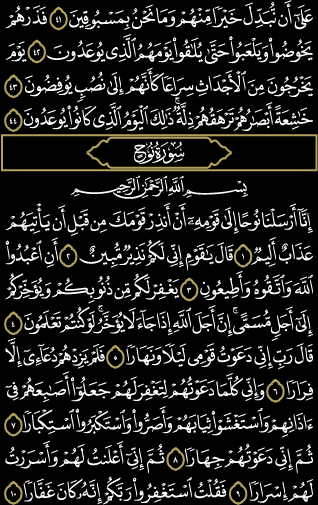 عَلَىٰٓ أَن نُّبَدِّلَ خَيْرًا مِّنْهُمْ وَمَا نَحْنُ بِمَسْبُوقِينَ ٤١ فَذَرْهُمْ
يَخُوضُوا۟ وَيَلْعَبُوا۟ حَتَّىٰ يُلَٰقُوا۟ يَوْمَهُمُ ٱلَّذِى يُوعَدُونَ ٤٢ يَوْمَ
يَخْرُجُونَ مِنَ ٱلْأَجْدَاثِ سِرَاعًا كَأَنَّهُمْ إِلَىٰ نُصُبٍ يُوفِضُونَ ٤٣
خَٰشِعَةً أَبْصَٰرُهُمْ تَرْهَقُهُمْ ذِلَّةٌ ۚ ذَٰلِكَ ٱلْيَوْمُ ٱلَّذِى كَانُوا۟ يُوعَدُونَ ٤٤
سُورَةُ نُوحٍ
بِسْمِ ٱللَّهِ ٱلرَّحْمَٰنِ ٱلرَّحِيمِ
إِنَّآ أَرْسَلْنَا نُوحًا إِلَىٰ قَوْمِهِۦٓ أَنْ أَنذِرْ قَوْمَكَ مِن قَبْلِ أَن يَأْتِيَهُمْ
عَذَابٌ أَلِيمٌ ١ قَالَ يَٰقَوْمِ إِنِّى لَكُمْ نَذِيرٌ مُّبِينٌ ٢ أَنِ ٱعْبُدُوا۟
ٱللَّهَ وَٱتَّقُوهُ وَأَطِيعُونِ ٣ يَغْفِرْ لَكُم مِّن ذُنُوبِكُمْ وَيُؤَخِّرْكُمْ
إِلَىٰٓ أَجَلٍ مُّسَمًّى ۚ إِنَّ أَجَلَ ٱللَّهِ إِذَا جَآءَ لَا يُؤَخَّرُ ۖ لَوْ كُنتُمْ تَعْلَمُونَ ٤
قَالَ رَبِّ إِنِّى دَعَوْتُ قَوْمِى لَيْلًا وَنَهَارًا ٥ فَلَمْ يَزِدْهُمْ دُعَآءِىٓ إِلَّا
فِرَارًا ٦ وَإِنِّى كُلَّمَا دَعَوْتُهُمْ لِتَغْفِرَ لَهُمْ جَعَلُوٓا۟ أَصَٰبِعَهُمْ فِىٓ
ءَاذَانِهِمْ وَٱسْتَغْشَوْا۟ ثِيَابَهُمْ وَأَصَرُّوا۟ وَٱسْتَكْبَرُوا۟ ٱسْتِكْبَارًا ٧
ثُمَّ إِنِّى دَعَوْتُهُمْ جِهَارًا ٨ ثُمَّ إِنِّىٓ أَعْلَنتُ لَهُمْ وَأَسْرَرْتُ
لَهُمْ إِسْرَارًا ٩ فَقُلْتُ ٱسْتَغْفِرُوا۟ رَبَّكُمْ إِنَّهُۥ كَانَ غَفَّارًا ١٠